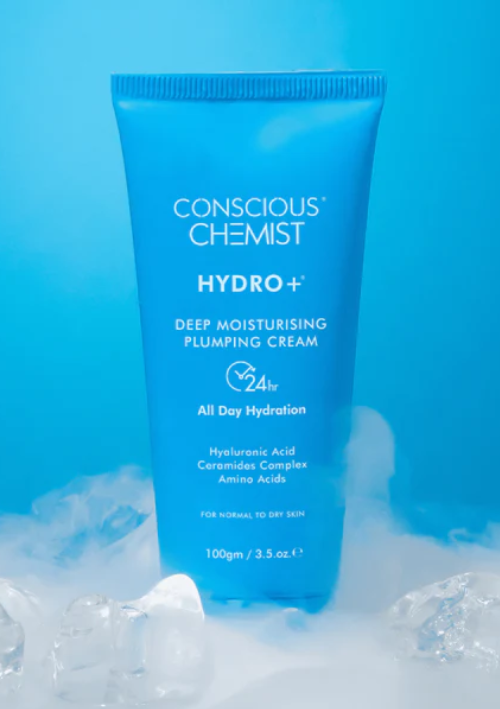 CONSCIOUS®
CHEMIST
HYDRO+®
DEEP MOISTURISING
PLUMPING CREAM
24hr
All Day Hydration
Hyaluronic Acid
Ceramides Complex
Amino Acids
FOR NORMAL TO DRY SKIN
100gm / 3.5.oz.℮